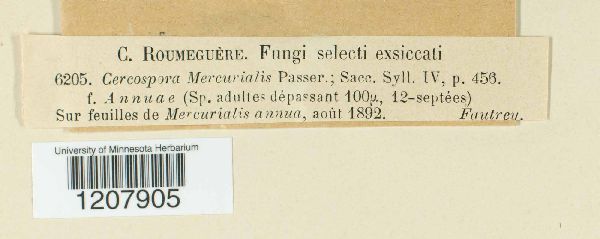 C. ROUMEGUÈRE. Fungi selecti exsiccati
6205. Cercospora Mercurialis Passer.; Sacc. Syll. IV, p. 456.
f. Annuae (Sp. adultes dépassant 100µ, 12-septées)
Sur feuilles de Mercurialis annua, août 1892. Fautrey.
University of Minnesota Herbarium
1207905